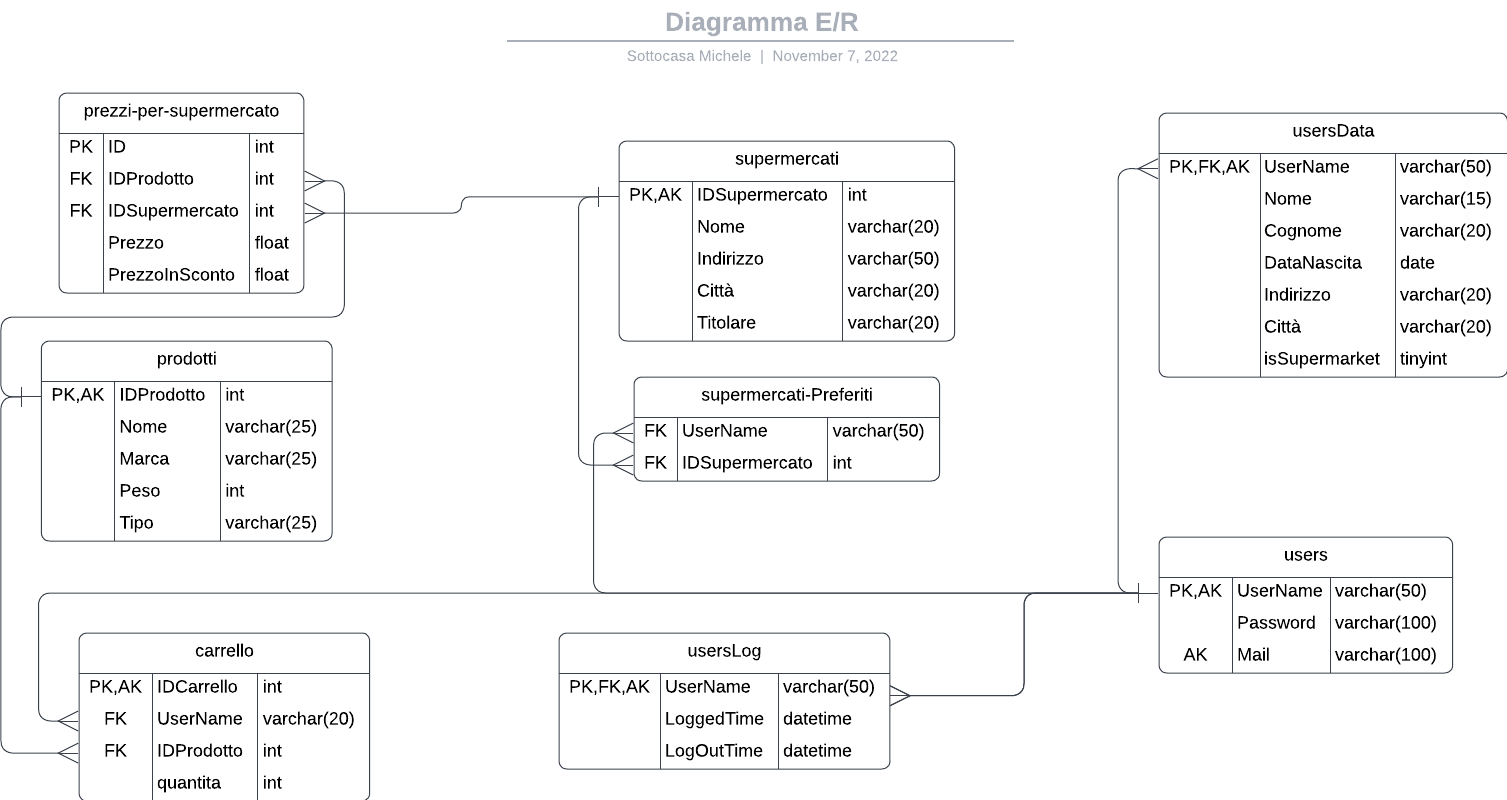 Diagramma E/R
Sottocasa Michele | November 7, 2022
prezzi-per-supermercato
PK ID int
FK IDProdotto int
FK IDSupermercato int
Prezzo float
PrezzoInSconto float
supermercati
PK,AK IDSupermercato int
Nome varchar(20)
Indirizzo varchar(50)
Città varchar(20)
Titolare varchar(20)
usersData
PK,FK,AK UserName varchar(50)
Nome varchar(15)
Cognome varchar(20)
DataNascita date
Indirizzo varchar(20)
Città varchar(20)
isSupermarket tinyint
prodotti
PK,AK IDProdotto int
Nome varchar(25)
Marca varchar(25)
Peso int
Tipo varchar(25)
supermercati-Preferiti
FK UserName varchar(50)
FK IDSupermercato int
users
PK,AK UserName varchar(50)
Password varchar(100)
AK Mail varchar(100)
carrello
PK,AK IDCarrello int
FK UserName varchar(20)
FK IDProdotto int
quantita int
usersLog
PK,FK,AK UserName varchar(50)
LoggedTime datetime
LogOutTime datetime